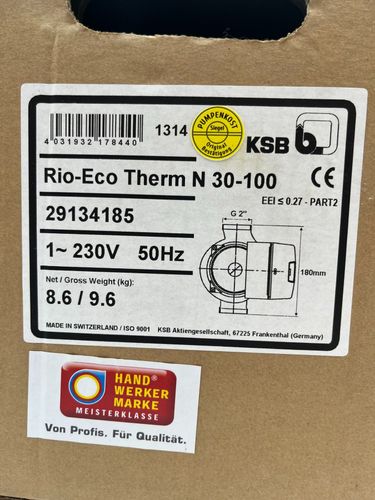 4 031932 178440
1314
PUMPENKOST
Siegel
Original
Bestätigung
KSB b.
Rio-Eco Therm N 30-100
CE
EEI ≤ 0.27 - PART2
29134185
1~ 230V 50Hz
G 2"
180mm
Net / Gross Weight (kg):
8.6 / 9.6
MADE IN SWITZERLAND / ISO 9001 KSB Aktiengesellschaft, 67225 Frankenthal (Germany)
HAND®
WERKER
MARKE
MEISTERKLASSE
Von Profis. Für Qualität.